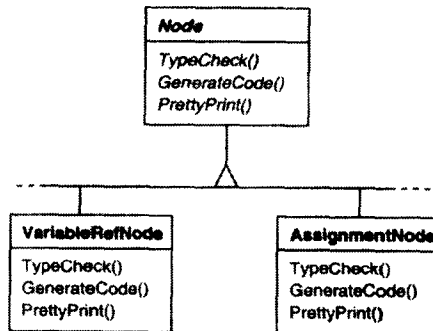 Node
TypeCheck()
GenerateCode()
PrettyPrint()
VariableRefNode
TypeCheck()
GenerateCode()
PrettyPrint()
AssignmentNode
TypeCheck()
GenerateCode()
PrettyPrint()